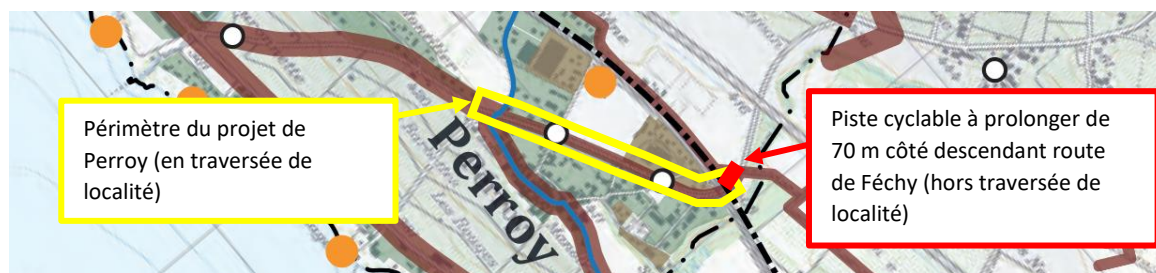 Périmètre du projet de
Perroy (en traversée de
localité)
Perroy
Piste cyclable à prolonger de
70 m côté descendant route
de Féchy (hors traversée de
localité)